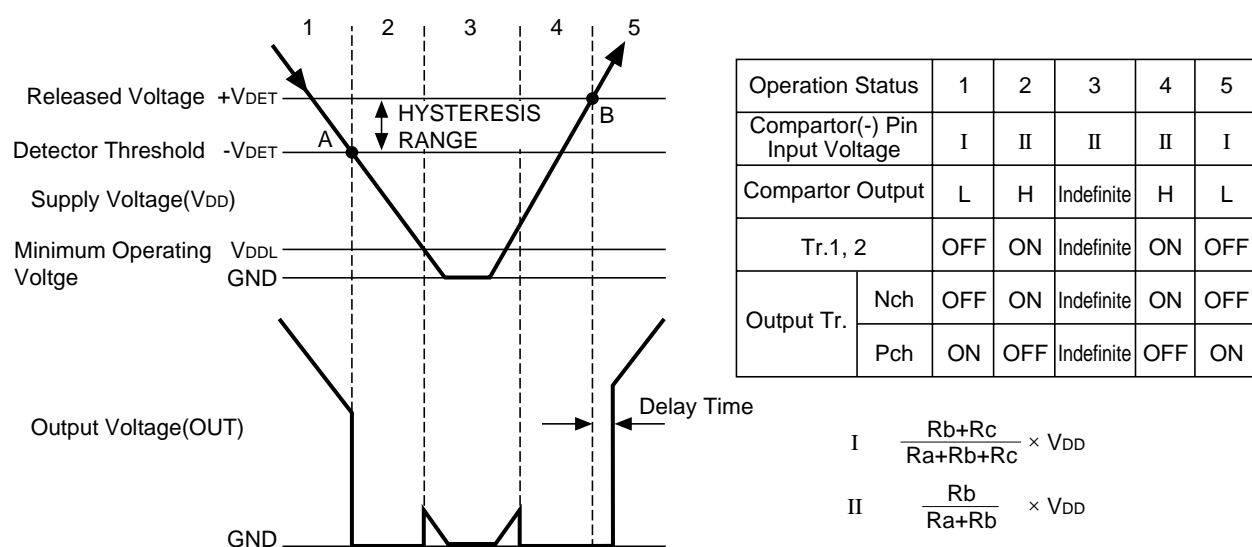 1 2 3 4 5
Released Voltage +VDET
HYSTERESIS
RANGE
A
B
Detector Threshold -VDET
Supply Voltage(VDD)
Minimum Operating VDDL
Voltge
GND
Output Voltage(OUT)
Delay Time
GND
Operation Status 1 2 3 4 5
Compartor(-) Pin
Input Voltage I II II II I
Compartor Output L H Indefinite H L
Tr.1, 2 OFF ON Indefinite ON OFF
Output Tr.
Nch OFF ON Indefinite ON OFF
Pch ON OFF Indefinite OFF ON
I Rb+Rc
Ra+Rb+Rc × VDD
II Rb
Ra+Rb × VDD